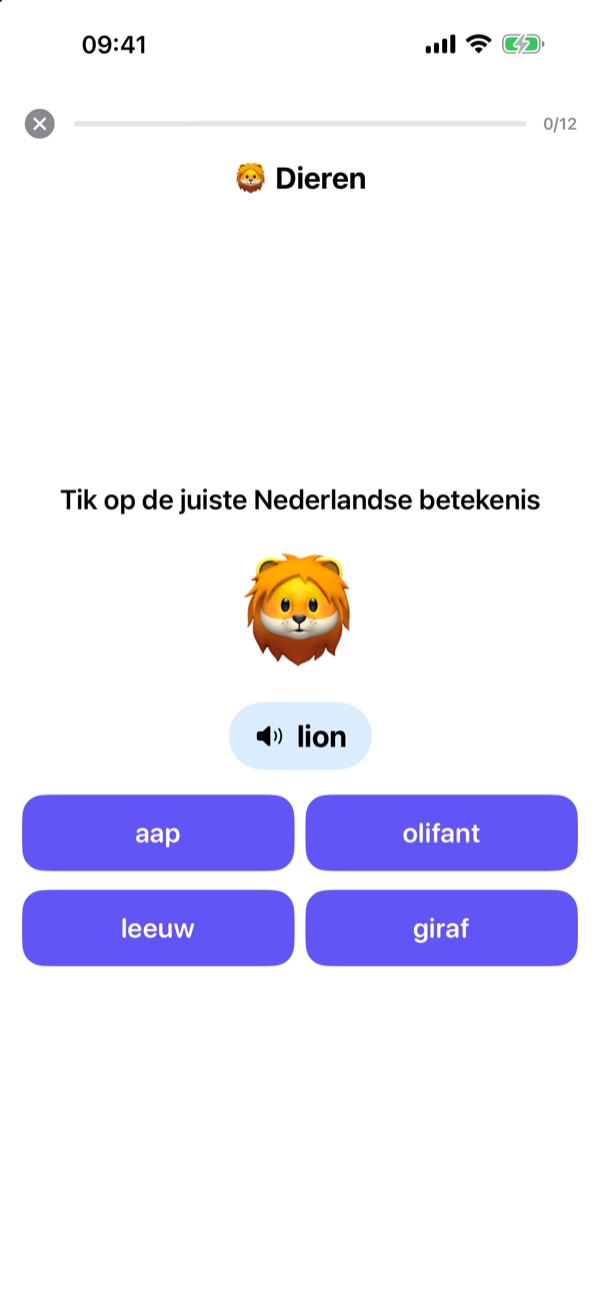 09:41
0/12
Dieren
Tik op de juiste Nederlandse betekenis
lion
aap
olifant
leeuw
giraf